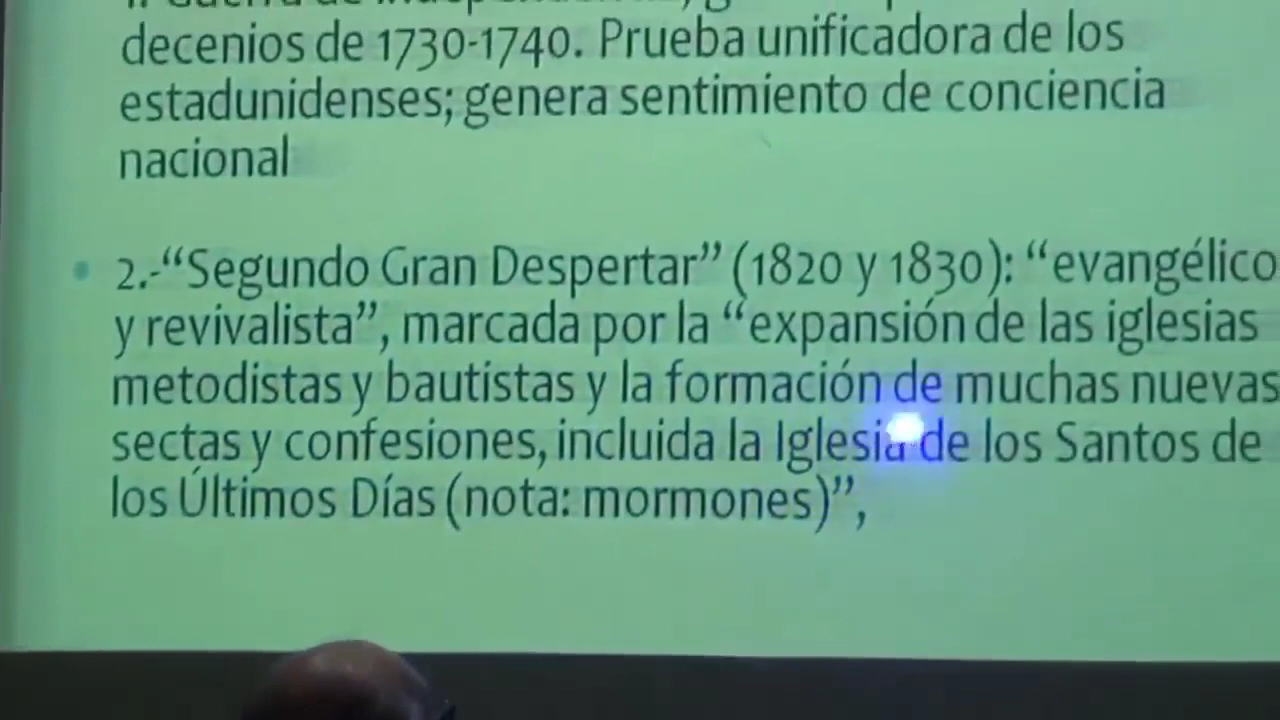 decenios de 1730-1740. Prueba unificadora de los
estadunidenses; genera sentimiento de conciencia
nacional
• 2.-“Segundo Gran Despertar” (1820 y 1830): “evangélico
y revivalista”, marcada por la “expansión de las iglesias
metodistas y bautistas y la formación de muchas nuevas
sectas y confesiones, incluida la Iglesia de los Santos de
los Últimos Días (nota: mormones)”,